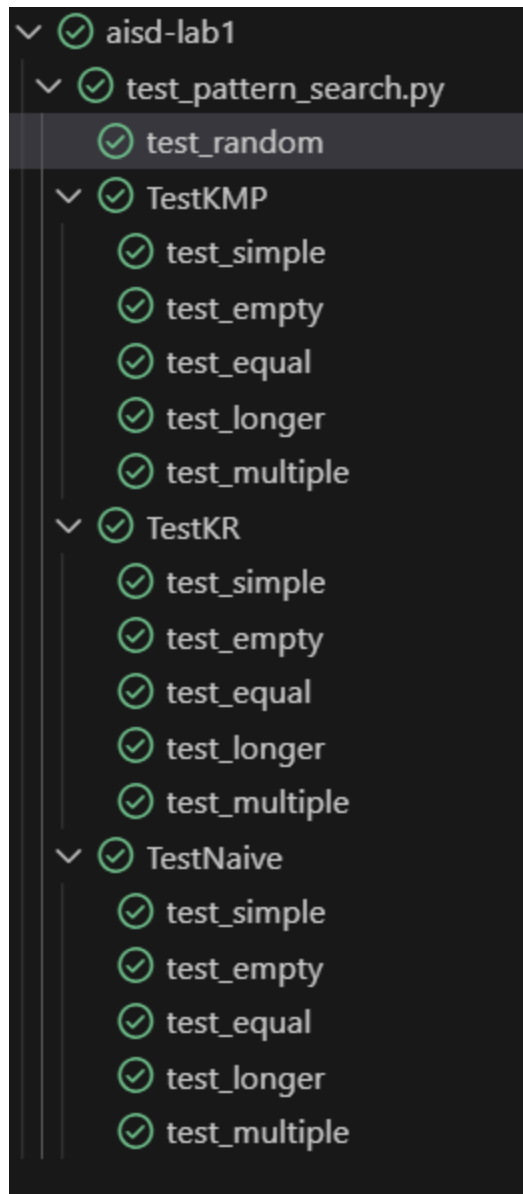 aisd-lab1
test_pattern_search.py
test_random
TestKMP
test_simple
test_empty
test_equal
test_longer
test_multiple
TestKR
test_simple
test_empty
test_equal
test_longer
test_multiple
TestNaive
test_simple
test_empty
test_equal
test_longer
test_multiple